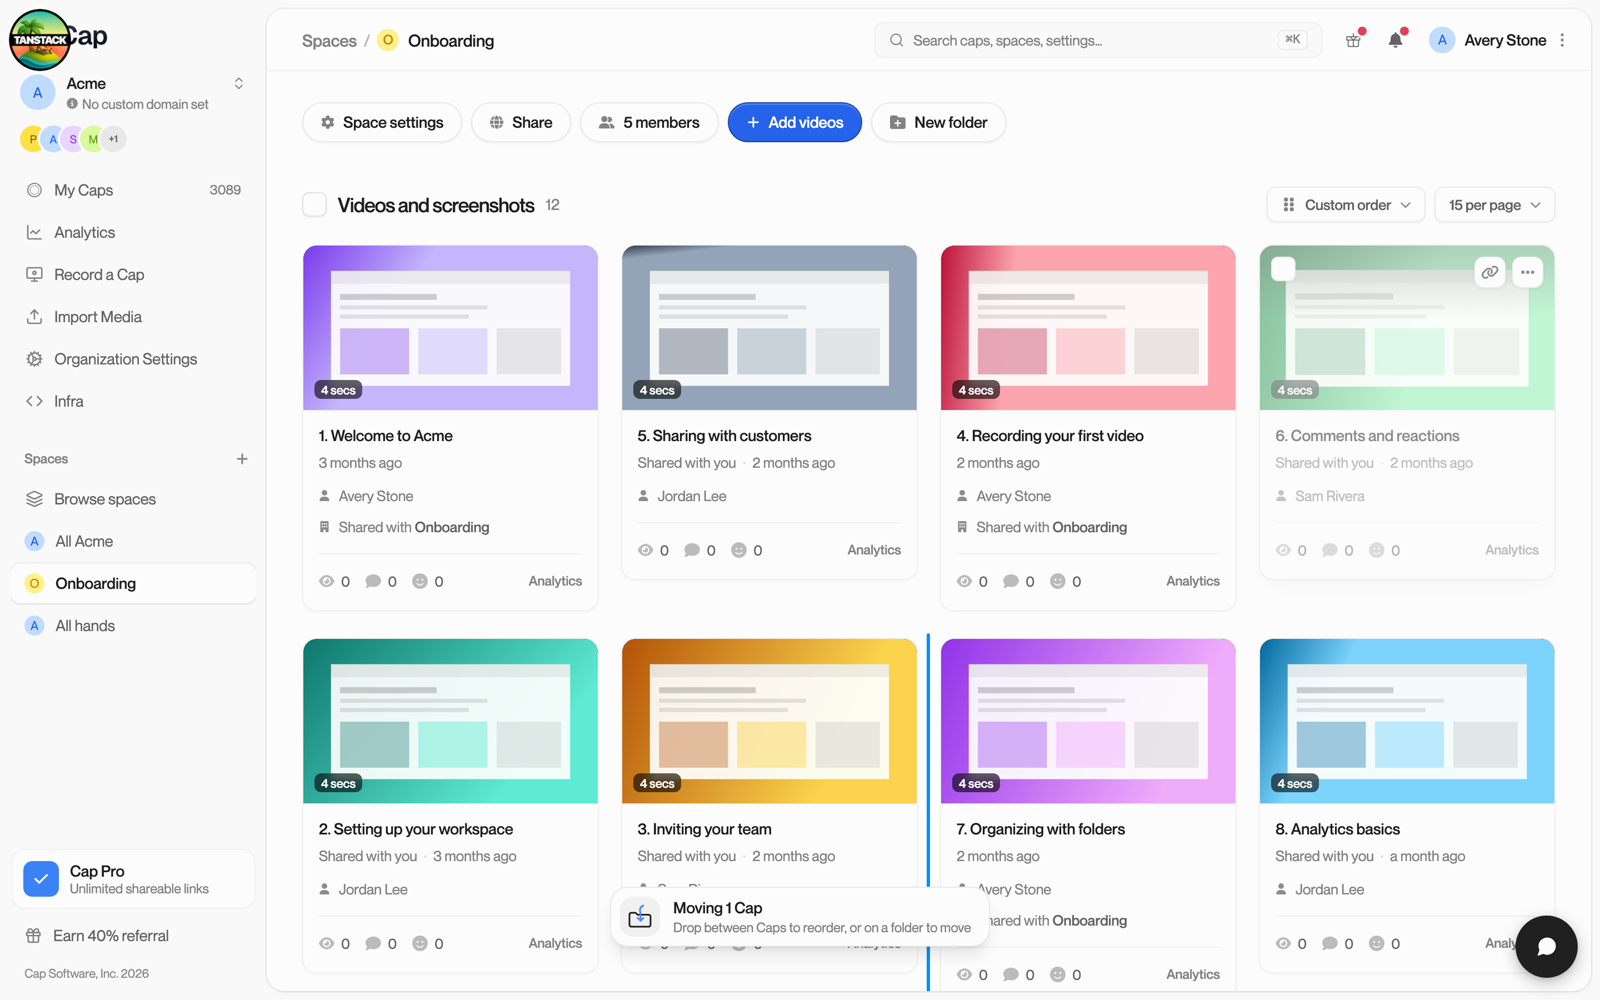 TANSTACK
Cap
A
Acme
No custom domain set
P A S M +1
My Caps 3089
Analytics
Record a Cap
Import Media
Organization Settings
Infra
Spaces
Browse spaces
A All Acme
O Onboarding
A All hands
Cap Pro
Unlimited shareable links
Earn 40% referral
Cap Software, Inc. 2026
Spaces / O Onboarding
Search caps, spaces, settings...
⌘K
A Avery Stone
Space settings
Share
5 members
Add videos
New folder
Videos and screenshots 12
Custom order
15 per page
4 secs
1. Welcome to Acme
3 months ago
Avery Stone
Shared with Onboarding
0 0 0 Analytics
4 secs
5. Sharing with customers
Shared with you · 2 months ago
Jordan Lee
0 0 0 Analytics
4 secs
4. Recording your first video
2 months ago
Avery Stone
Shared with Onboarding
0 0 0 Analytics
4 secs
6. Comments and reactions
Shared with you · 2 months ago
Sam Rivera
0 0 0 Analytics
4 secs
2. Setting up your workspace
Shared with you · 3 months ago
Jordan Lee
0 0 0 Analytics
4 secs
3. Inviting your team
Shared with you · 2 months ago
4 secs
7. Organizing with folders
2 months ago
Avery Stone
Onboarding
0 0 0 Analytics
4 secs
8. Analytics basics
Shared with you · a month ago
Jordan Lee
0 0 0
Moving 1 Cap
Drop between Caps to reorder, or on a folder to move